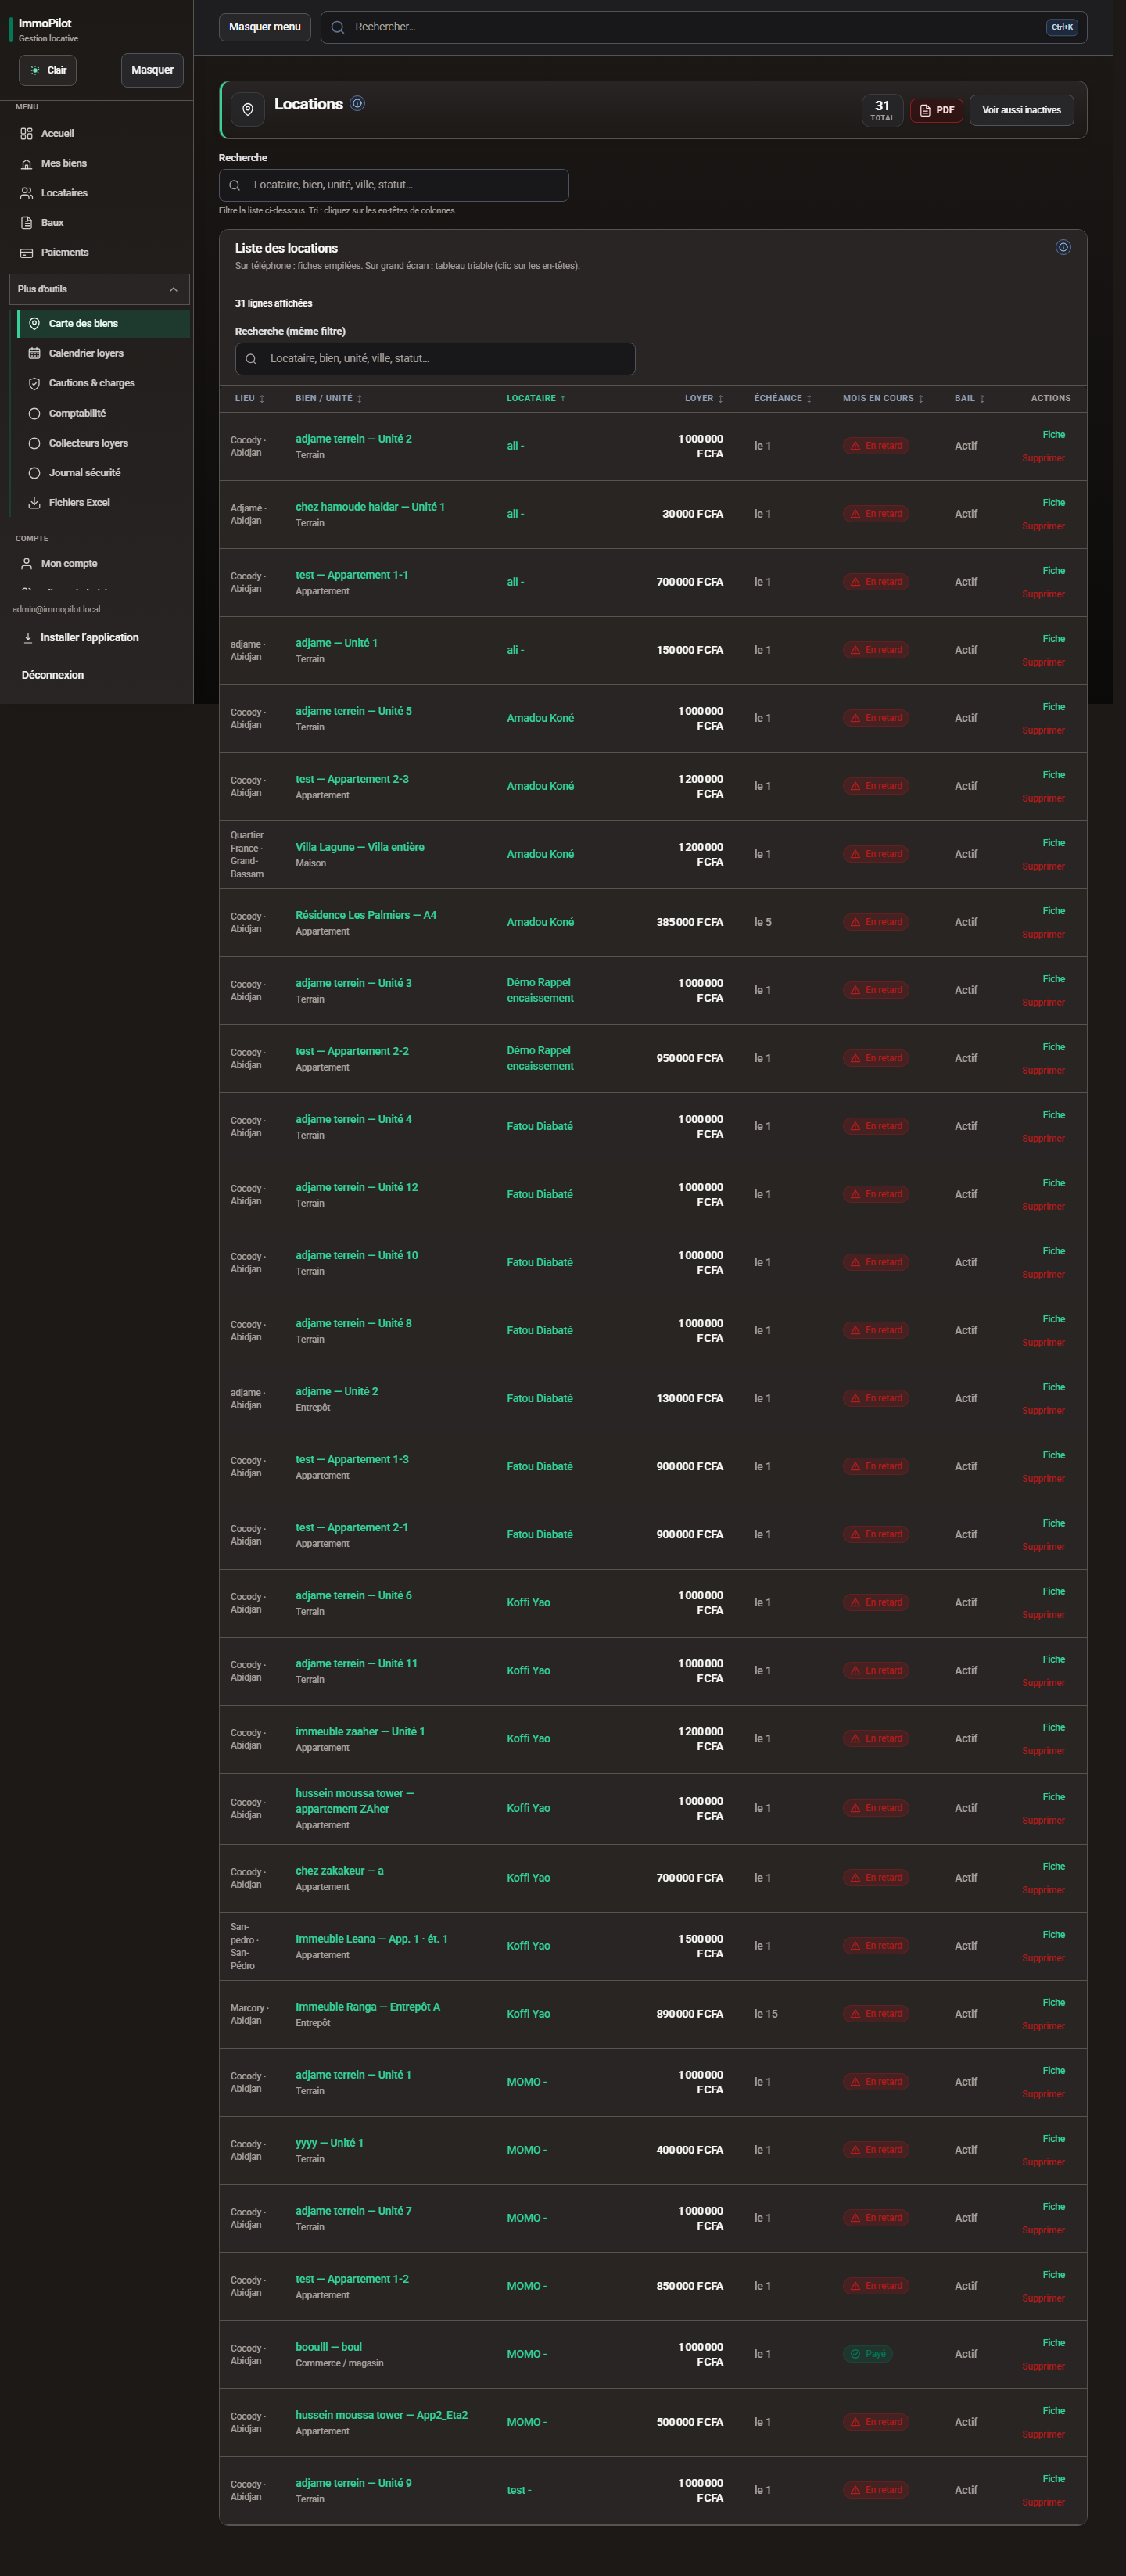 ImmoPilot
Gestion locative
Clair
Masquer
MENU
Accueil
Mes biens
Locataires
Baux
Paiements
Plus d'outils
Carte des biens
Calendrier loyers
Cautions & charges
Comptabilité
Collecteurs loyers
Journal sécurité
Fichiers Excel
COMPTE
Mon compte
admin@immopilot.local
Installer l'application
Déconnexion
Masquer menu
Rechercher...
Ctrl+K
Locations
31
TOTAL
PDF
Voir aussi inactives
Recherche
Locataire, bien, unité, ville, statut...
Filtre la liste ci-dessous. Tri : cliquez sur les en-têtes de colonnes.
Liste des locations
Sur téléphone : fiches empilées. Sur grand écran : tableau triable (clic sur les en-têtes).
31 lignes affichées
Recherche (même filtre)
Locataire, bien, unité, ville, statut...
LIEU ↕ BIEN / UNITÉ ↕ LOCATAIRE ↑ LOYER ↕ ÉCHÉANCE ↕ MOIS EN COURS ↕ BAIL ↕ ACTIONS
Cocody · Abidjan adjame terrein — Unité 2 Terrain ali - 1 000 000 FCFA le 1 En retard Actif Fiche Supprimer
Adjamé · Abidjan chez hamoude haidar — Unité 1 Terrain ali - 30 000 FCFA le 1 En retard Actif Fiche Supprimer
Cocody · Abidjan test — Appartement 1-1 Appartement ali - 700 000 FCFA le 1 En retard Actif Fiche Supprimer
adjame · Abidjan adjame — Unité 1 Terrain ali - 150 000 FCFA le 1 En retard Actif Fiche Supprimer
Cocody · Abidjan adjame terrein — Unité 5 Terrain Amadou Koné 1 000 000 FCFA le 1 En retard Actif Fiche Supprimer
Cocody · Abidjan test — Appartement 2-3 Appartement Amadou Koné 1 200 000 FCFA le 1 En retard Actif Fiche Supprimer
Quartier France · Grand-Bassam Villa Lagune — Villa entière Maison Amadou Koné 1 200 000 FCFA le 1 En retard Actif Fiche Supprimer
Cocody · Abidjan Résidence Les Palmiers — A4 Appartement Amadou Koné 385 000 FCFA le 5 En retard Actif Fiche Supprimer
Cocody · Abidjan adjame terrein — Unité 3 Terrain Démo Rappel encaissement 1 000 000 FCFA le 1 En retard Actif Fiche Supprimer
Cocody · Abidjan test — Appartement 2-2 Appartement Démo Rappel encaissement 950 000 FCFA le 1 En retard Actif Fiche Supprimer
Cocody · Abidjan adjame terrein — Unité 4 Terrain Fatou Diabaté 1 000 000 FCFA le 1 En retard Actif Fiche Supprimer
Cocody · Abidjan adjame terrein — Unité 12 Terrain Fatou Diabaté 1 000 000 FCFA le 1 En retard Actif Fiche Supprimer
Cocody · Abidjan adjame terrein — Unité 10 Terrain Fatou Diabaté 1 000 000 FCFA le 1 En retard Actif Fiche Supprimer
Cocody · Abidjan adjame terrein — Unité 8 Terrain Fatou Diabaté 1 000 000 FCFA le 1 En retard Actif Fiche Supprimer
adjame · Abidjan adjame — Unité 2 Entrepôt Fatou Diabaté 130 000 FCFA le 1 En retard Actif Fiche Supprimer
Cocody · Abidjan test — Appartement 1-3 Appartement Fatou Diabaté 900 000 FCFA le 1 En retard Actif Fiche Supprimer
Cocody · Abidjan test — Appartement 2-1 Appartement Fatou Diabaté 900 000 FCFA le 1 En retard Actif Fiche Supprimer
Cocody · Abidjan adjame terrein — Unité 6 Terrain Koffi Yao 1 000 000 FCFA le 1 En retard Actif Fiche Supprimer
Cocody · Abidjan adjame terrein — Unité 11 Terrain Koffi Yao 1 000 000 FCFA le 1 En retard Actif Fiche Supprimer
Cocody · Abidjan immeuble zaaher — Unité 1 Appartement Koffi Yao 1 200 000 FCFA le 1 En retard Actif Fiche Supprimer
Cocody · Abidjan hussein moussa tower — appartement ZAher Appartement Koffi Yao 1 000 000 FCFA le 1 En retard Actif Fiche Supprimer
Cocody · Abidjan chez zakakeur — a Appartement Koffi Yao 700 000 FCFA le 1 En retard Actif Fiche Supprimer
San-pedro · San-Pédro Immeuble Leana — App. 1 · ét. 1 Appartement Koffi Yao 1 500 000 FCFA le 1 En retard Actif Fiche Supprimer
Marcory · Abidjan Immeuble Ranga — Entrepôt A Entrepôt Koffi Yao 890 000 FCFA le 15 En retard Actif Fiche Supprimer
Cocody · Abidjan adjame terrein — Unité 1 Terrain MOMO - 1 000 000 FCFA le 1 En retard Actif Fiche Supprimer
Cocody · Abidjan yyyy — Unité 1 Terrain MOMO - 400 000 FCFA le 1 En retard Actif Fiche Supprimer
Cocody · Abidjan adjame terrein — Unité 7 Terrain MOMO - 1 000 000 FCFA le 1 En retard Actif Fiche Supprimer
Cocody · Abidjan test — Appartement 1-2 Appartement MOMO - 850 000 FCFA le 1 En retard Actif Fiche Supprimer
Cocody · Abidjan booulll — boul Commerce / magasin MOMO - 1 000 000 FCFA le 1 Payé Actif Fiche Supprimer
Cocody · Abidjan hussein moussa tower — App2_Eta2 Appartement MOMO - 500 000 FCFA le 1 En retard Actif Fiche Supprimer
Cocody · Abidjan adjame terrein — Unité 9 Terrain test - 1 000 000 FCFA le 1 En retard Actif Fiche Supprimer